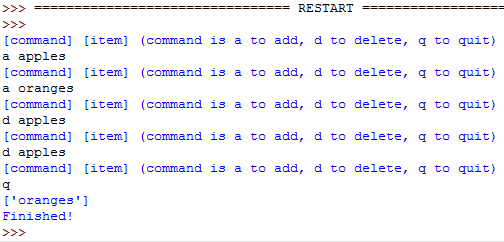 >>> ================================ RESTART ==================
>>>
[command] [item] (command is a to add, d to delete, q to quit)
a apples
[command] [item] (command is a to add, d to delete, q to quit)
a oranges
[command] [item] (command is a to add, d to delete, q to quit)
d apples
[command] [item] (command is a to add, d to delete, q to quit)
d apples
[command] [item] (command is a to add, d to delete, q to quit)
q
['oranges']
Finished!
>>>